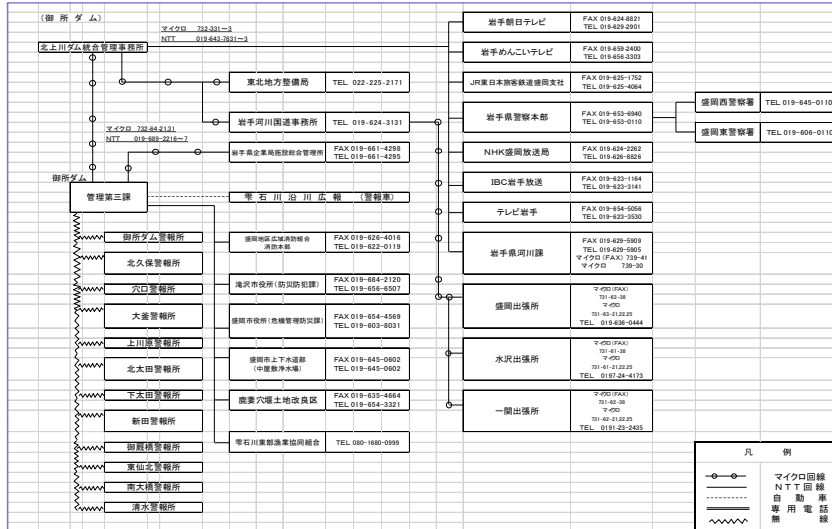 (御 所 ダ ム)
マイクロ 732-331~3
NTT 019-643-7831~3
北上川ダム統合管理事務所
東北地方整備局 TEL 022-225-2171
岩手河川国道事務所 TEL 019-624-3131
マイクロ 732-64-21,31
NTT 019-689-2216~7
岩手県企業局施設総合管理所 FAX 019-661-4298
TEL 019-661-4295
御所ダム
管理第三課
雫 石 川 沿 川 広 報 (警報車)
御所ダム警報所
北久保警報所
穴口警報所
大釜警報所
上川原警報所
北太田警報所
下太田警報所
新田警報所
御厩橋警報所
東仙北警報所
南大橋警報所
清水警報所
盛岡地区広域消防組合
消防本部
FAX 019-626-4016
TEL 019-622-0119
滝沢市役所(防災防犯課) FAX 019-684-2120
TEL 019-656-6507
盛岡市役所(危機管理防災課) FAX 019-654-4569
TEL 019-603-8031
盛岡市上下水道部
(中屋敷浄水場)
FAX 019-645-0602
TEL 019-645-0602
鹿妻穴堰土地改良区 FAX 019-635-4664
TEL 019-654-3321
雫石川東部漁業協同組合 TEL 080-1680-0999
岩手朝日テレビ FAX 019-624-8821
TEL 019-629-2901
岩手めんこいテレビ FAX 019-659-2400
TEL 019-656-3303
JR東日本旅客鉄道盛岡支社 FAX 019-625-1752
TEL 019-625-4064
岩手県警察本部 FAX 019-653-6940
TEL 019-653-0110
盛岡西警察署 TEL 019-645-0110
盛岡東警察署 TEL 019-606-0110
NHK盛岡放送局 FAX 019-624-2262
TEL 019-626-8826
IBC岩手放送 FAX 019-623-1164
TEL 019-623-3141
テレビ岩手 FAX 019-654-5056
TEL 019-623-3530
岩手県河川課 FAX 019-629-5909
TEL 019-629-5905
マイクロ(FAX) 739-41
マイクロ 739-30
盛岡出張所 マイクロ(FAX)
731-63-38
マイクロ
731-63-21,22,25
TEL 019-636-0444
水沢出張所 マイクロ(FAX)
731-61-38
マイクロ
731-61-21,22,25
TEL 0197-24-4173
一関出張所 マイクロ(FAX)
731-62-38
マイクロ
731-62-21,22,25
TEL 0191-23-2435
凡 例
マイクロ回線
N T T 回 線
自 動 車
専 用 電 話
無 線